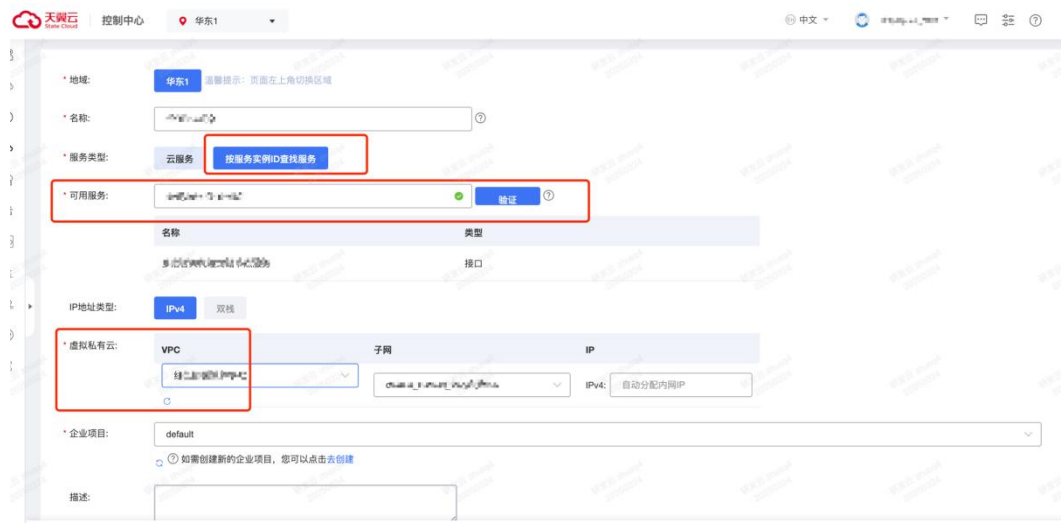 天翼云 控制中心 华东1 中文
State Cloud
* 地域: 华东1 温馨提示：页面左上角切换区域
* 名称:
* 服务类型: 云服务 按服务实例ID查找服务
* 可用服务: 验证
名称 类型
接口
IP地址类型: IPv4 双栈
* 虚拟私有云: VPC 子网 IP
IPv4: 自动分配内网IP
* 企业项目: default
如需创建新的企业项目，您可以点击去创建
描述: